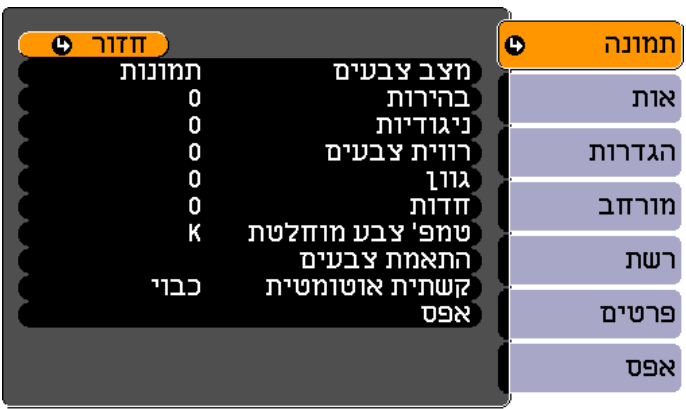 תמונה
אות
הגדרות
מורחב
רשת
פרטים
אפס
חזור
מצב צבעים תמונות
בהירות 0
ניגודיות 0
רווית צבעים 0
גוון 0
חדות 0
טמפ' צבע מוחלטת K
התאמת צבעים
קשתית אוטומטית כבוי
אפס